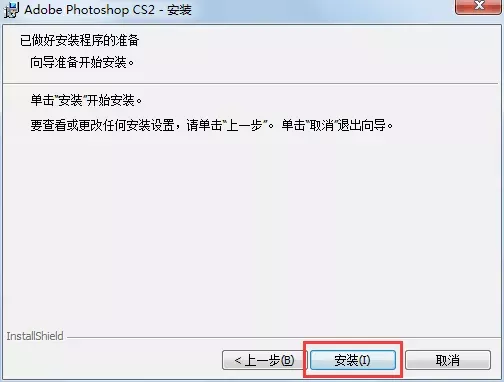 Adobe Photoshop CS2 - 安装
已做好安装程序的准备
向导准备开始安装。
单击“安装”开始安装。
要查看或更改任何安装设置，请单击“上一步”。 单击“取消”退出向导。
InstallShield
< 上一步(B) 安装(I) 取消